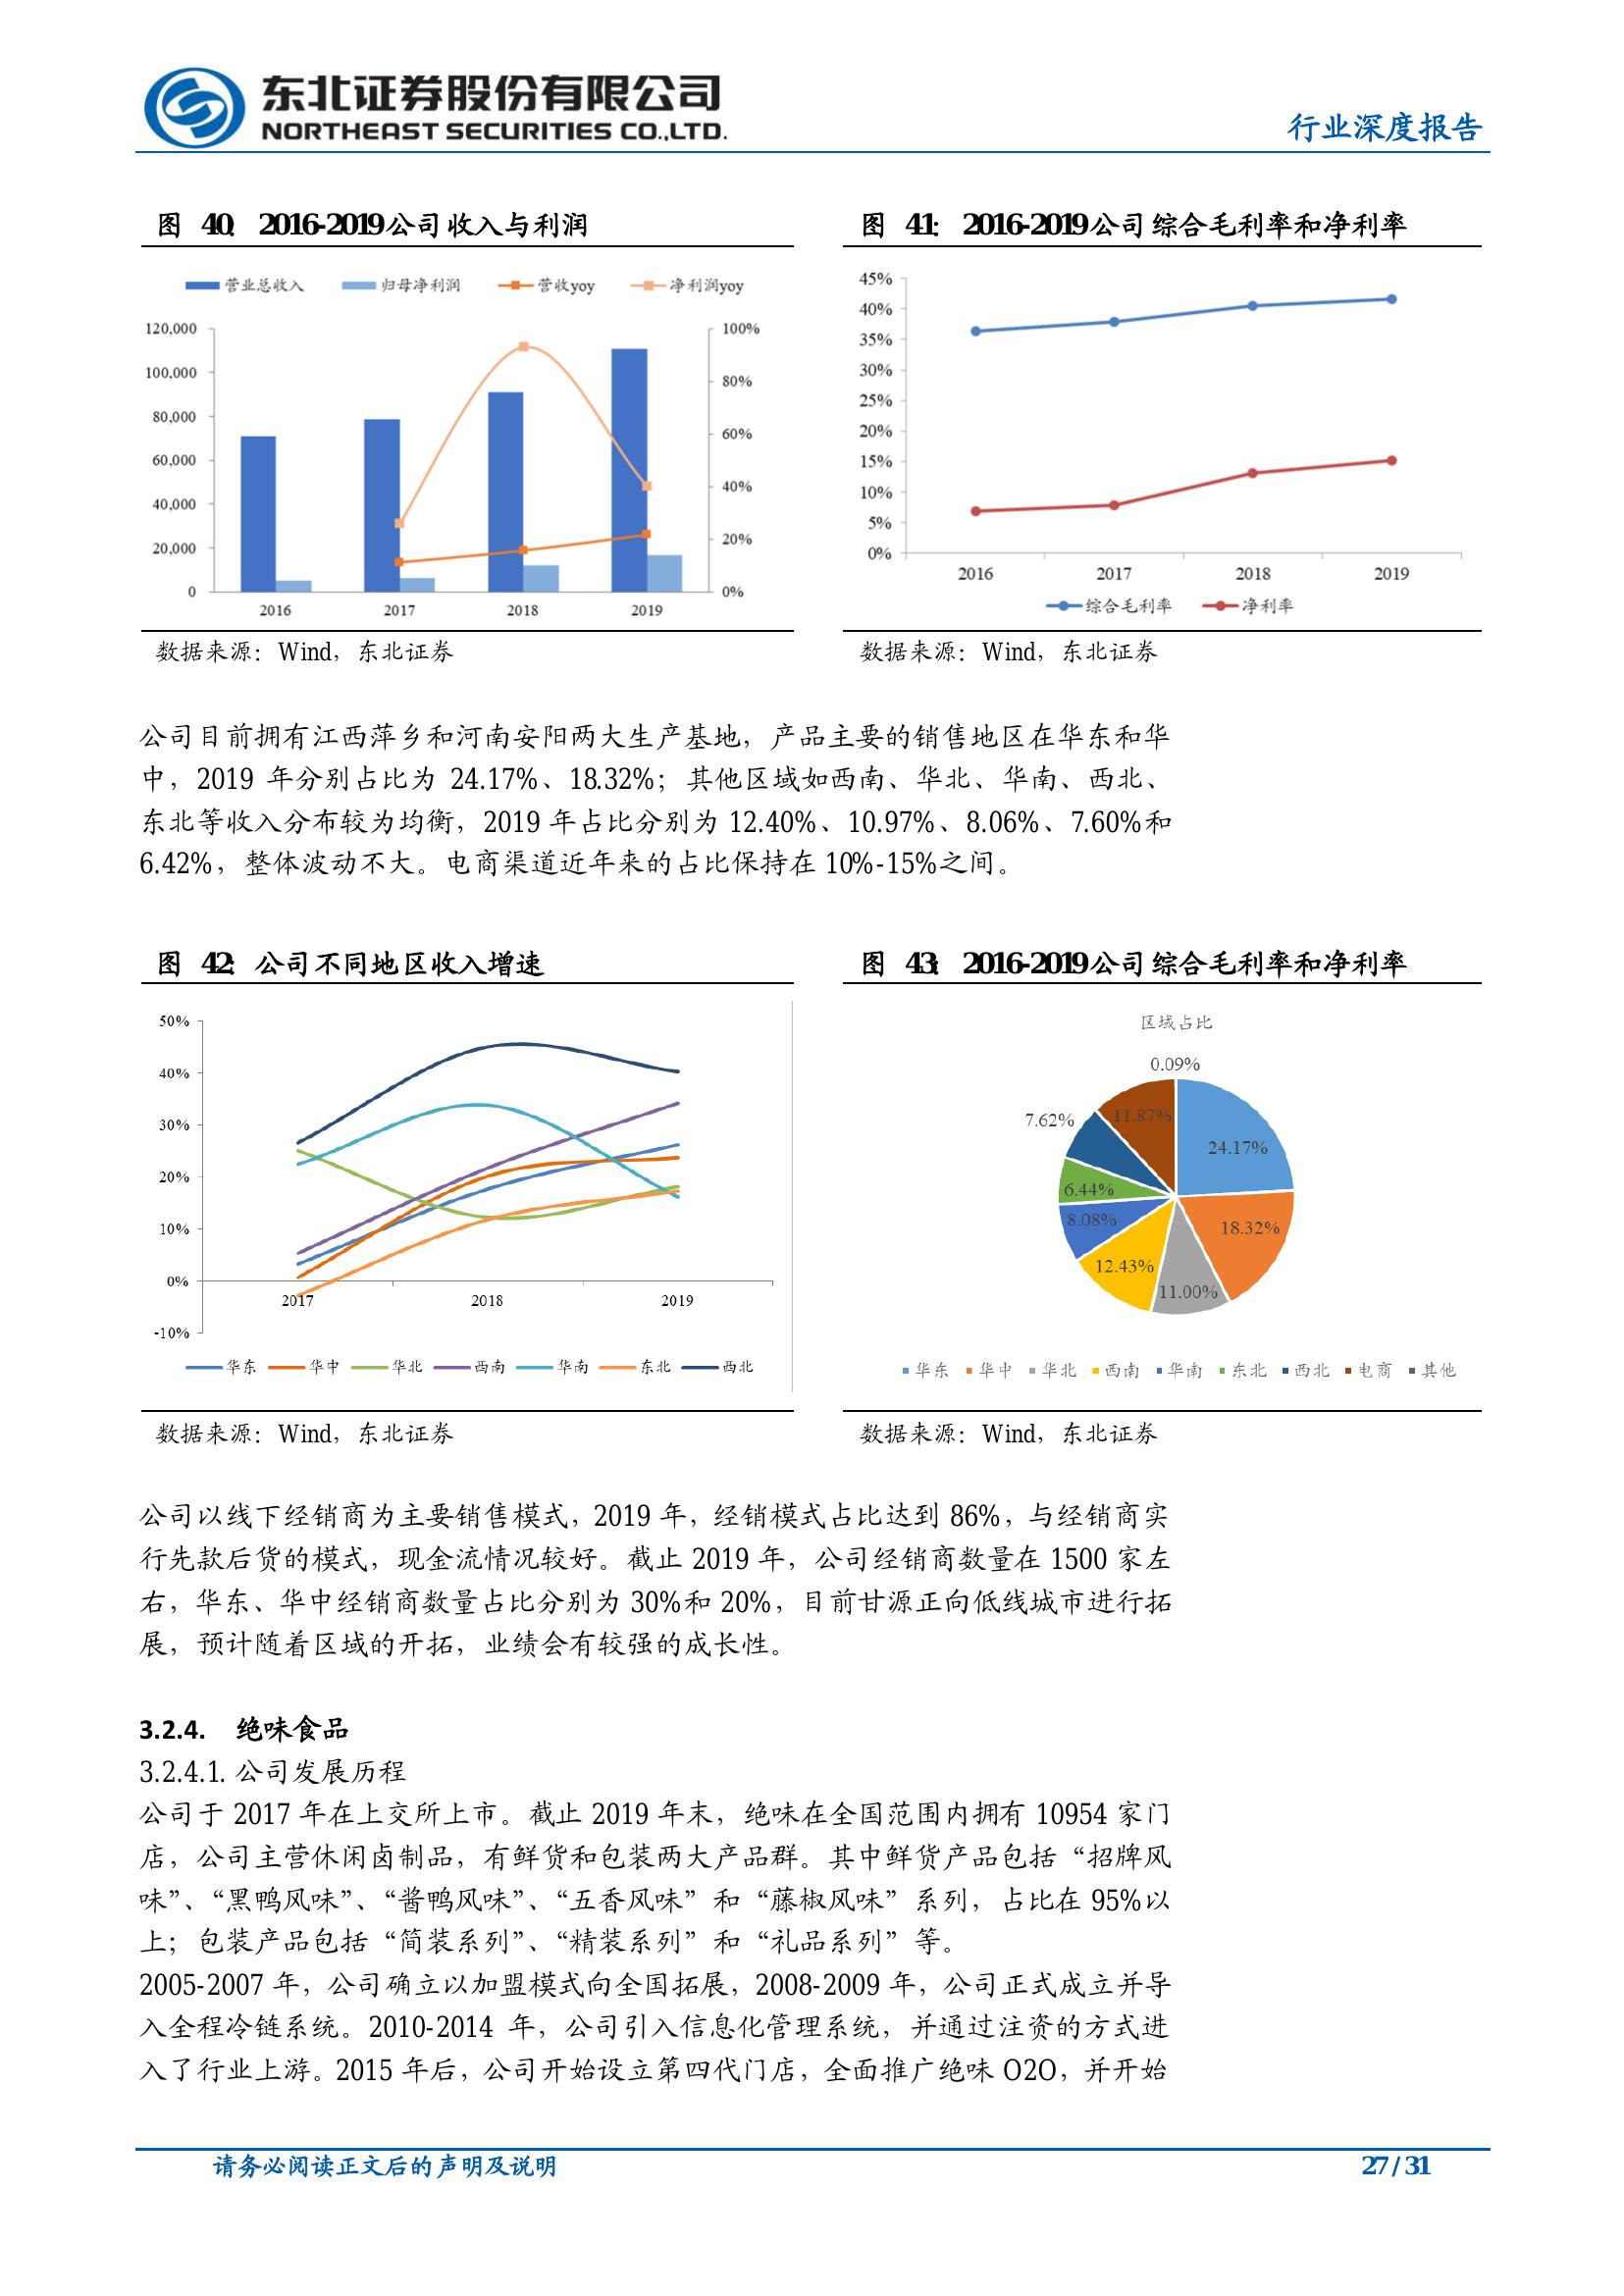 东北证券股份有限公司
NORTHEAST SECURITIES CO.,LTD.
行业深度报告
图 40: 2016-2019公司收入与利润
营业总收入 归母净利润 营收yoy 净利润yoy
120,000
100,000
80,000
60,000
40,000
20,000
0
100%
80%
60%
40%
20%
0%
2016 2017 2018 2019
数据来源：Wind，东北证券
图 41: 2016-2019公司综合毛利率和净利率
45%
40%
35%
30%
25%
20%
15%
10%
5%
0%
2016 2017 2018 2019
综合毛利率 净利率
数据来源：Wind，东北证券
公司目前拥有江西萍乡和河南安阳两大生产基地，产品主要的销售地区在华东和华
中，2019 年分别占比为 24.17%、18.32%；其他区域如西南、华北、华南、西北、
东北等收入分布较为均衡，2019 年占比分别为 12.40%、10.97%、8.06%、7.60%和
6.42%，整体波动不大。电商渠道近年来的占比保持在 10%-15%之间。
图 42: 公司不同地区收入增速
50%
40%
30%
20%
10%
0%
-10%
2017 2018 2019
华东 华中 华北 西南 华南 东北 西北
数据来源：Wind，东北证券
图 43: 2016-2019公司综合毛利率和净利率
区域占比
0.09%
11.87%
7.62%
24.17%
6.44%
8.08%
18.32%
12.43%
11.00%
华东 华中 华北 西南 华南 东北 西北 电商 其他
数据来源：Wind，东北证券
公司以线下经销商为主要销售模式，2019 年，经销模式占比达到 86%，与经销商实
行先款后货的模式，现金流情况较好。截止 2019 年，公司经销商数量在 1500 家左
右，华东、华中经销商数量占比分别为 30%和 20%，目前甘源正向低线城市进行拓
展，预计随着区域的开拓，业绩会有较强的成长性。
3.2.4. 绝味食品
3.2.4.1. 公司发展历程
公司于 2017 年在上交所上市。截止 2019 年末，绝味在全国范围内拥有 10954 家门
店，公司主营休闲卤制品，有鲜货和包装两大产品群。其中鲜货产品包括“招牌风
味”、“黑鸭风味”、“酱鸭风味”、“五香风味”和“藤椒风味”系列，占比在 95%以
上；包装产品包括“简装系列”、“精装系列”和“礼品系列”等。
2005-2007 年，公司确立以加盟模式向全国拓展，2008-2009 年，公司正式成立并导
入全程冷链系统。2010-2014 年，公司引入信息化管理系统，并通过注资的方式进
入了行业上游。2015 年后，公司开始设立第四代门店，全面推广绝味 O2O，并开始
请务必阅读正文后的声明及说明
27 / 31